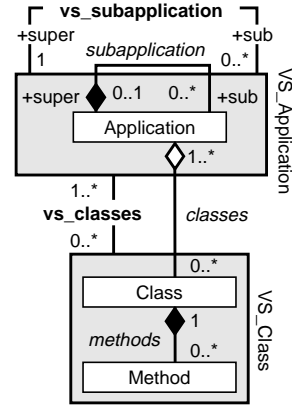 vs_subapplication
+super
+sub
subapplication
1
0..*
+super
0..1
0..*
+sub
Application
1..*
VS_Application
1..*
vs_classes
classes
0..*
0..*
Class
1
methods
0..*
Method
VS_Class